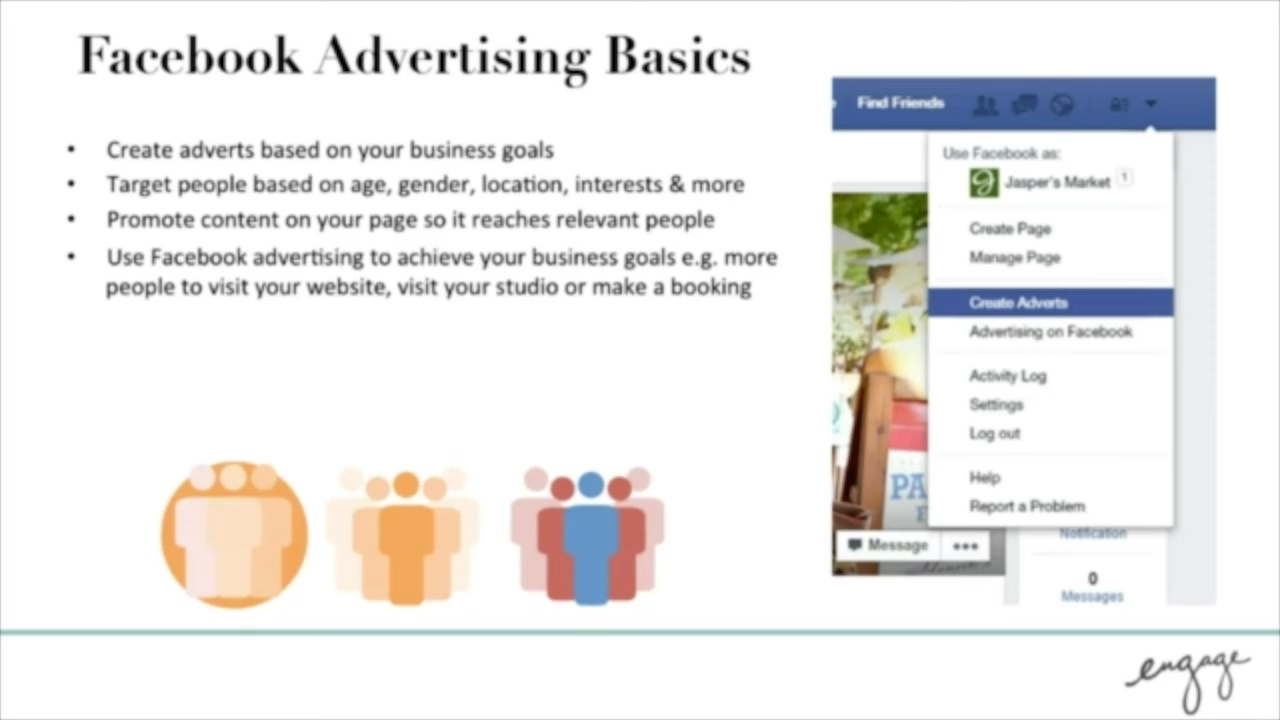 Facebook Advertising Basics
• Create adverts based on your business goals
• Target people based on age, gender, location, interests & more
• Promote content on your page so it reaches relevant people
• Use Facebook advertising to achieve your business goals e.g. more
people to visit your website, visit your studio or make a booking
Find Friends
Use Facebook as:
Jasper's Market 1
Create Page
Manage Page
Create Adverts
Advertising on Facebook
Activity Log
Settings
Log out
Help
Report a Problem
PA
F
Message
Notification
0
Messages
engage